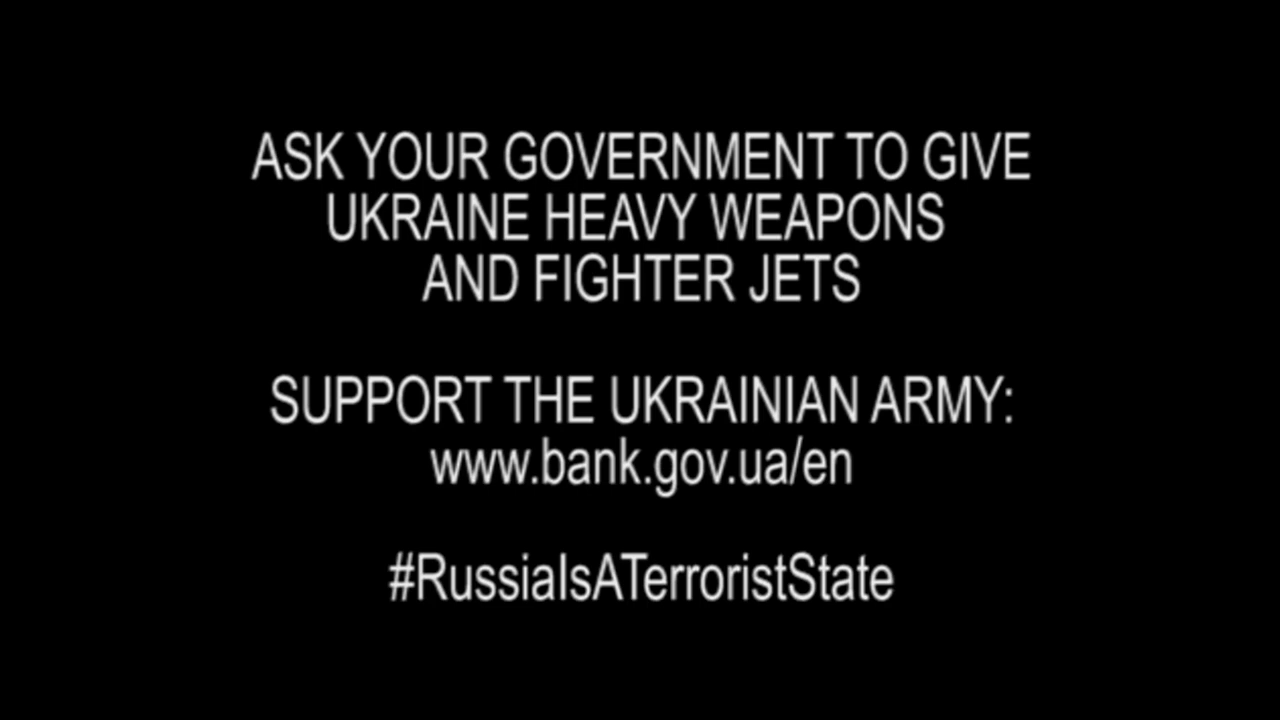 ASK YOUR GOVERNMENT TO GIVE
UKRAINE HEAVY WEAPONS
AND FIGHTER JETS
SUPPORT THE UKRAINIAN ARMY:
www.bank.gov.ua/en
#RussiaIsATerroristState